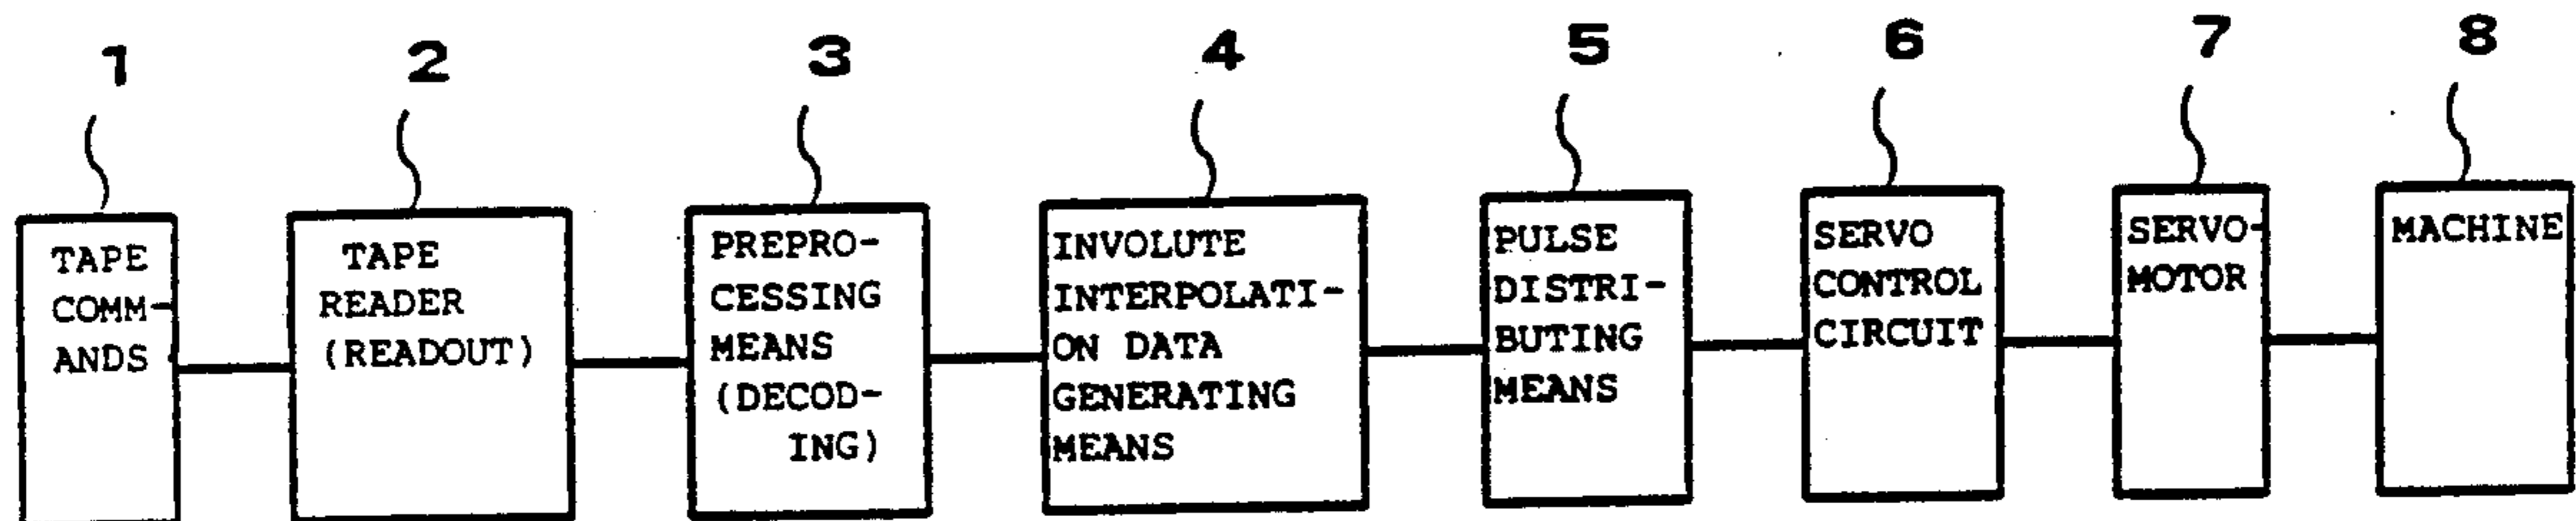 1 2 3 4 5 6 7 8
TAPE
COMM-
ANDS
TAPE
READER
(READOUT)
PREPRO-
CESSING
MEANS
(DECOD-
ING)
INVOLUTE
INTERPOLATI-
ON DATA
GENERATING
MEANS
PULSE
DISTRI-
BUTING
MEANS
SERVO
CONTROL
CIRCUIT
SERVO-
MOTOR
MACHINE